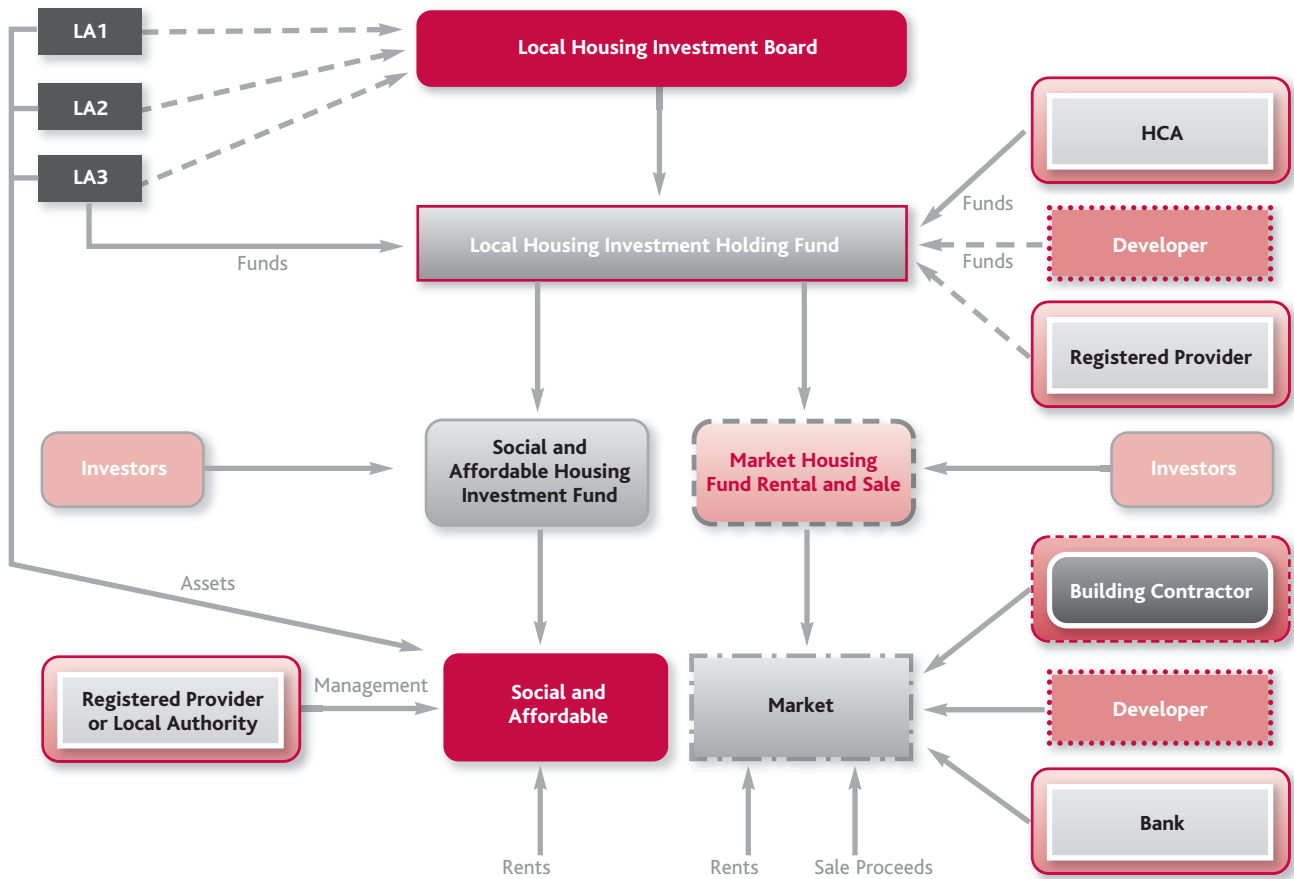 LA1
Local Housing Investment Board
LA2
HCA
LA3
Funds
Developer
Local Housing Investment Holding Fund
Funds
Funds
Registered Provider
Social and
Affordable Housing
Investment Fund
Market Housing
Fund Rental and Sale
Investors
Investors
Assets
Building Contractor
Management
Registered Provider
or Local Authority
Social and
Affordable
Market
Developer
Bank
Rents
Rents
Sale Proceeds